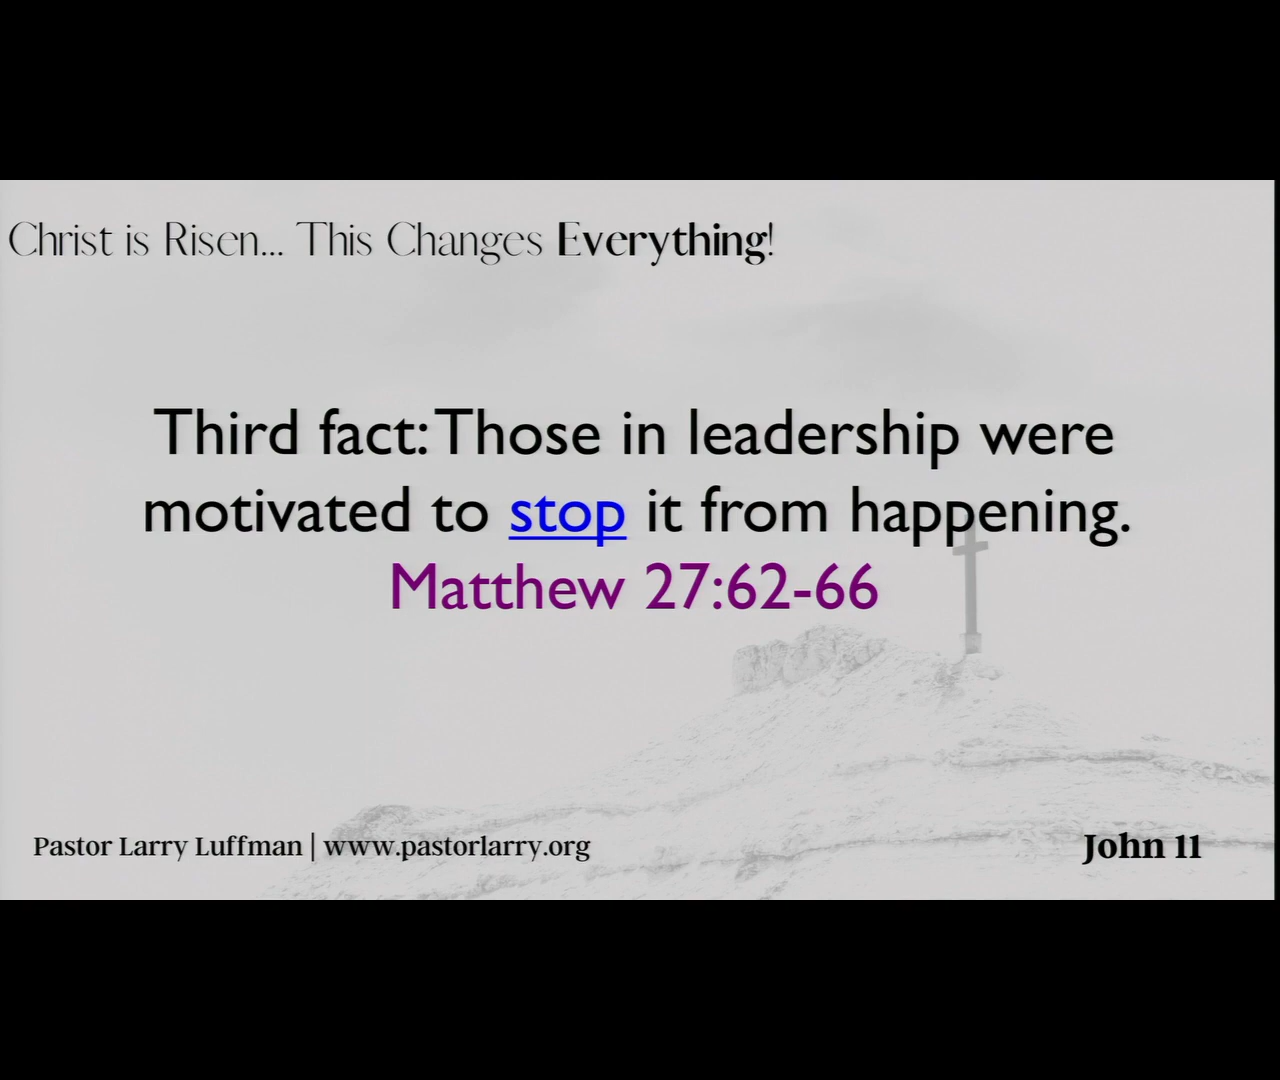 Christ is Risen... This Changes Everything!
Third fact: Those in leadership were
motivated to stop it from happening.
Matthew 27:62-66
Pastor Larry Luffman | www.pastorlarry.org
John 11